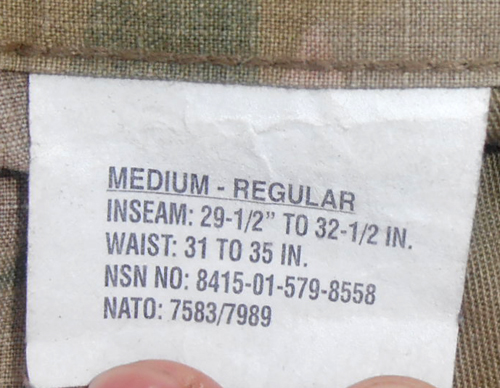 MEDIUM - REGULAR
INSEAM: 29-1/2" TO 32-1/2 IN.
WAIST: 31 TO 35 IN.
NSN NO: 8415-01-579-8558
NATO: 7583/7989